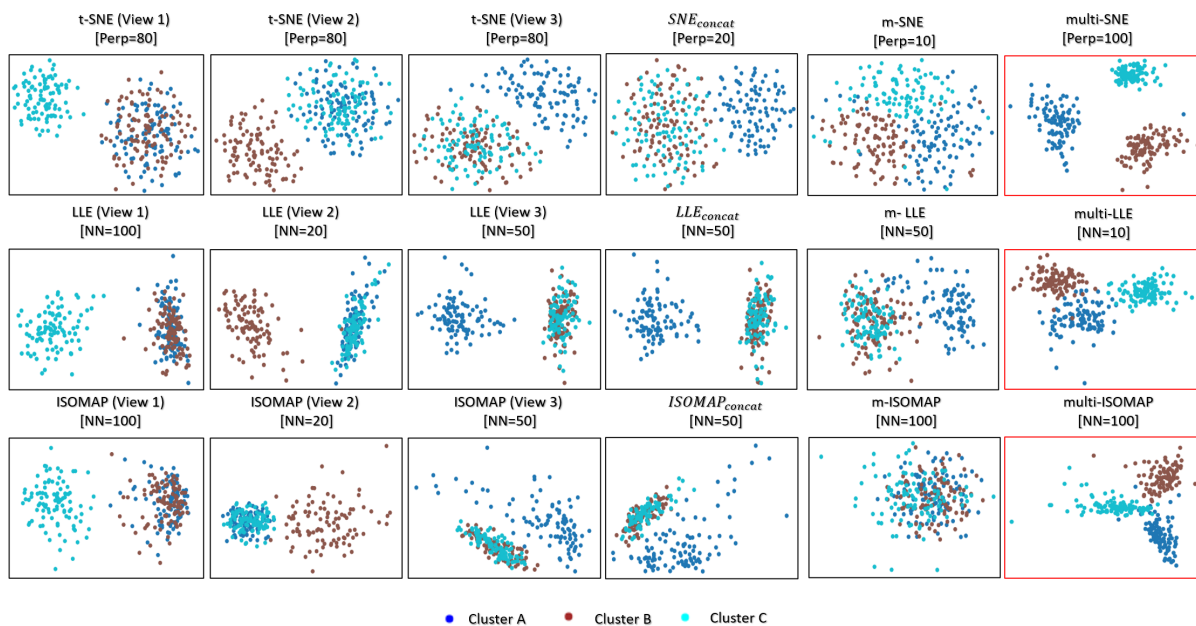 t-SNE (View 1)
[Perp=80]
t-SNE (View 2)
[Perp=80]
t-SNE (View 3)
[Perp=80]
SNE_concat
[Perp=20]
m-SNE
[Perp=10]
multi-SNE
[Perp=100]
LLE (View 1)
[NN=100]
LLE (View 2)
[NN=20]
LLE (View 3)
[NN=50]
LLE_concat
[NN=50]
m- LLE
[NN=50]
multi-LLE
[NN=10]
ISOMAP (View 1)
[NN=100]
ISOMAP (View 2)
[NN=20]
ISOMAP (View 3)
[NN=50]
ISOMAP_concat
[NN=50]
m-ISOMAP
[NN=100]
multi-ISOMAP
[NN=100]
Cluster A
Cluster B
Cluster C